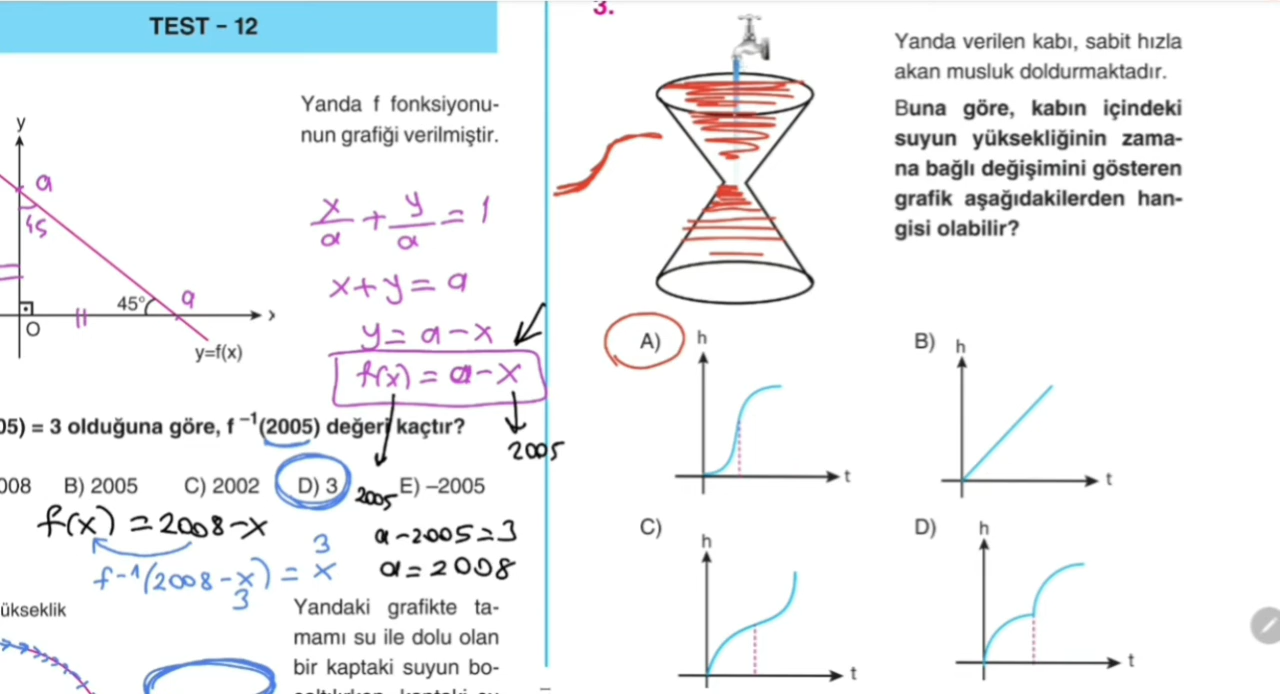 TEST – 12
Yanda f fonksiyonu-
nun grafiği verilmiştir.
y
a
45
45°
a
O
x
y=f(x)
x/a + y/a = 1
x+y=a
y=a-x
f(x)=a-x
05) = 3 olduğuna göre, f⁻¹(2005) değeri kaçtır?
2005
008 B) 2005 C) 2002 D) 3 E) –2005
2005
f(x)=2008-x
a-2005=3
a=2008
f⁻¹(2008-x)=x
3
3
ükseklik
Yandaki grafikte ta-
mamı su ile dolu olan
bir kaptaki suyun bo-
3.
Yanda verilen kabı, sabit hızla
akan musluk doldurmaktadır.
Buna göre, kabın içindeki
suyun yüksekliğinin zama-
na bağlı değişimini gösteren
grafik aşağıdakilerden han-
gisi olabilir?
A) h t
B) h t
C) h t
D) h t